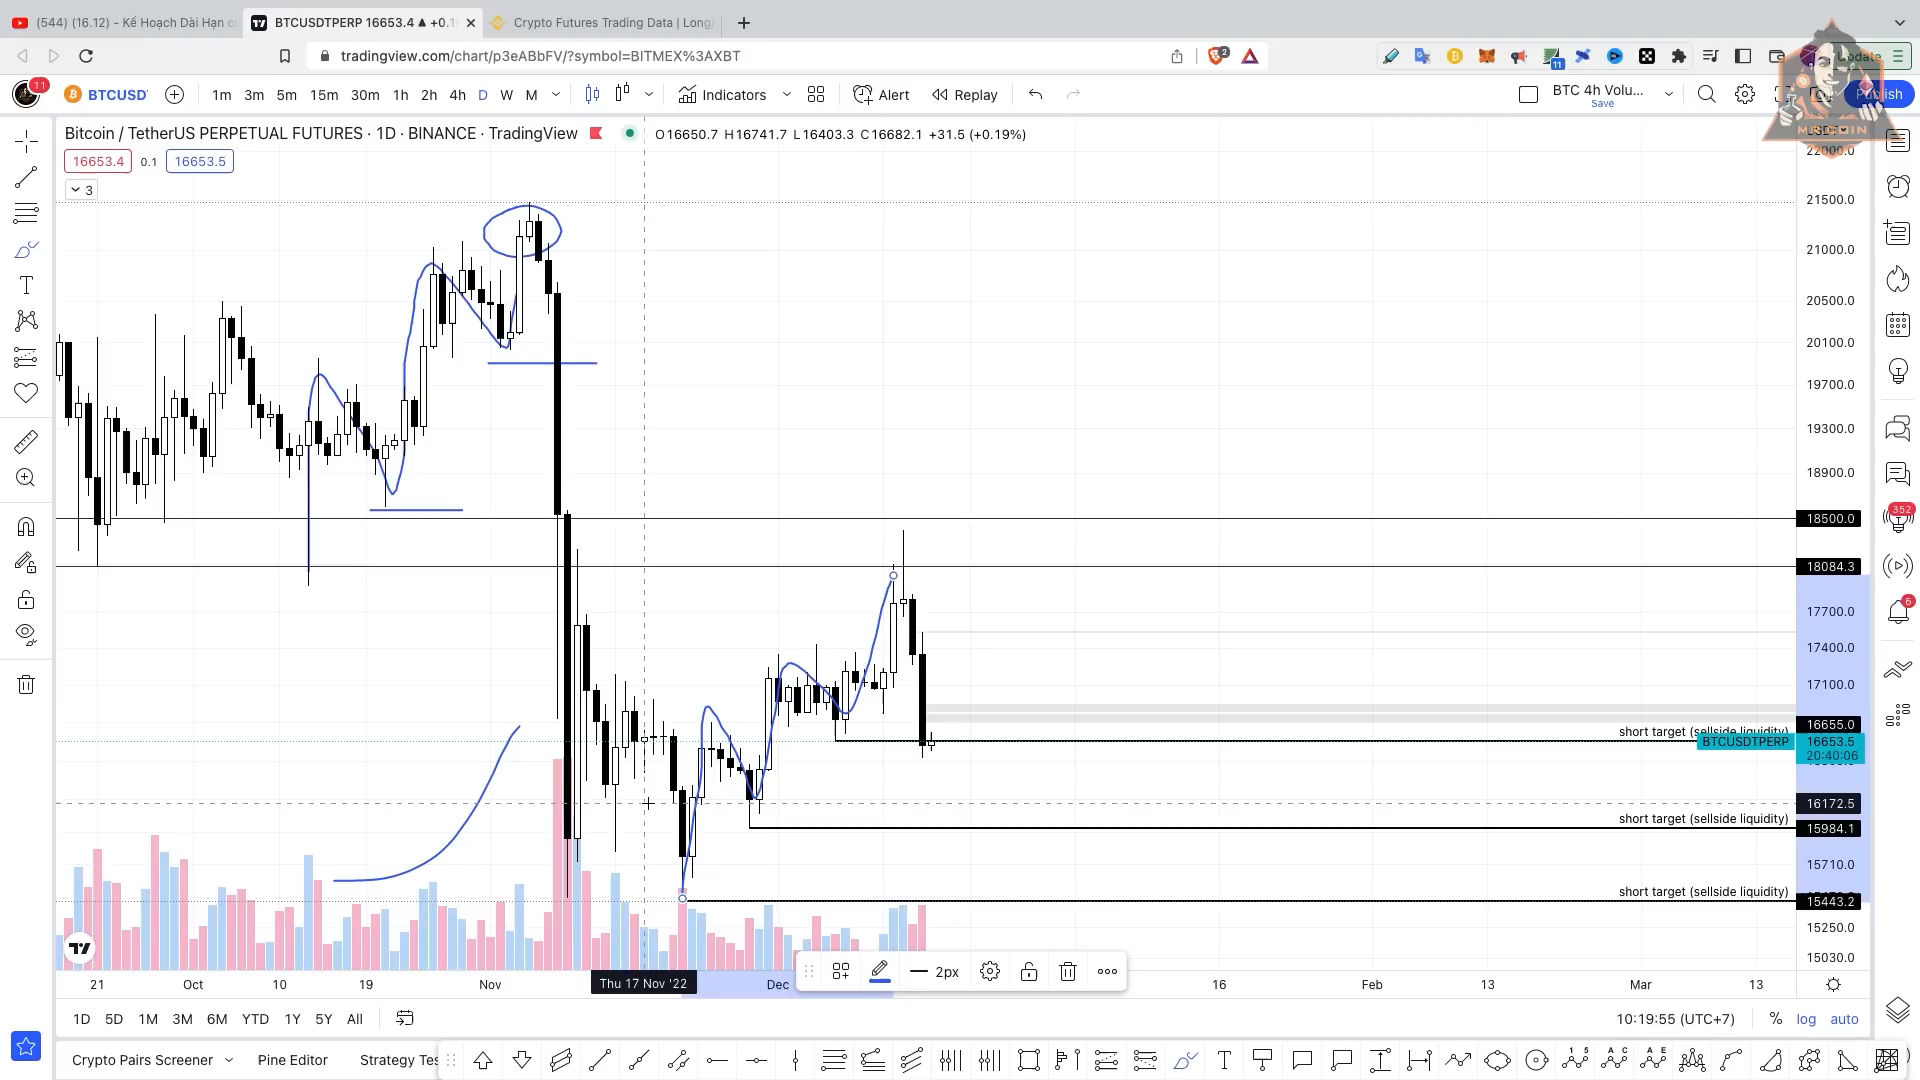 (544) (16.12) - Kế Hoạch Dài Hạn c
BTCUSDTPERP 16653.4 ▲ +0.1
Crypto Futures Trading Data | Long/
tradingview.com/chart/p3eABbFV/?symbol=BITMEX%3AXBT
2
11
Update
11
BTCUSD
1m 3m 5m 15m 30m 1h 2h 4h D W M
Indicators
Alert
Replay
BTC 4h Volu...
Save
Publish
MRCOIN
Bitcoin / TetherUS PERPETUAL FUTURES · 1D · BINANCE · TradingView
O16650.7 H16741.7 L16403.3 C16682.1 +31.5 (+0.19%)
16653.4 0.1 16653.5
3
22000.0
21500.0
21000.0
20500.0
20100.0
19700.0
19300.0
18900.0
18500.0
352
18084.3
17700.0
6
17400.0
17100.0
16655.0
short target (sellside liquidity)
BTCUSDTPERP 16653.5
20:40:06
16172.5
short target (sellside liquidity)
15984.1
15710.0
short target (sellside liquidity)
15443.2
15250.0
15030.0
2px
21 Oct 10 19 Nov Thu 17 Nov '22 Dec 16 Feb 13 Mar 13
1D 5D 1M 3M 6M YTD 1Y 5Y All
10:19:55 (UTC+7) % log auto
Crypto Pairs Screener Pine Editor Strategy Tes